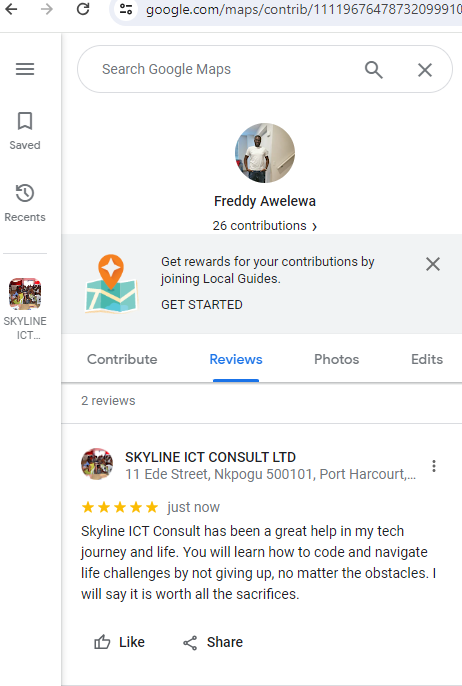 google.com/maps/contrib/11119676478732099910
Search Google Maps
Saved
Recents
SKYLINE
ICT...
Freddy Awelewa
26 contributions
Get rewards for your contributions by
joining Local Guides.
GET STARTED
Contribute Reviews Photos Edits
2 reviews
SKYLINE ICT CONSULT LTD
11 Ede Street, Nkpogu 500101, Port Harcourt,...
just now
Skyline ICT Consult has been a great help in my tech
journey and life. You will learn how to code and navigate
life challenges by not giving up, no matter the obstacles. I
will say it is worth all the sacrifices.
Like Share